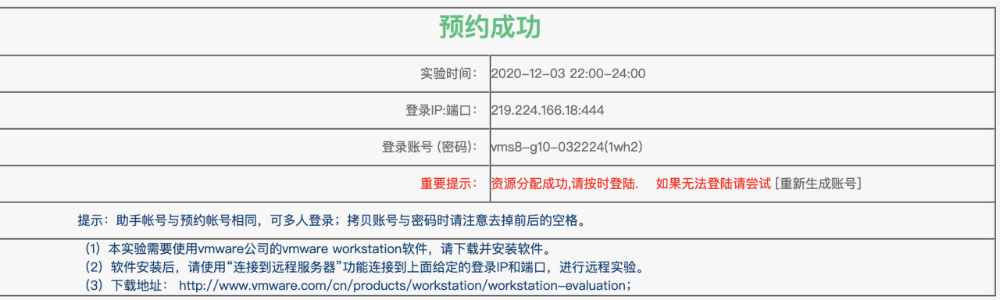 预约成功
实验时间： 2020-12-03 22:00-24:00
登录IP:端口： 219.224.166.18:444
登录账号 (密码)： vms8-g10-032224(1wh2)
重要提示： 资源分配成功,请按时登陆. 如果无法登陆请尝试 [重新生成账号]
提示：助手帐号与预约帐号相同，可多人登录；拷贝账号与密码时请注意去掉前后的空格。
（1）本实验需要使用vmware公司的vmware workstation软件，请下载并安装软件。
（2）软件安装后，请使用“连接到远程服务器”功能连接到上面给定的登录IP和端口，进行远程实验。
（3）下载地址： http://www.vmware.com/cn/products/workstation/workstation-evaluation；